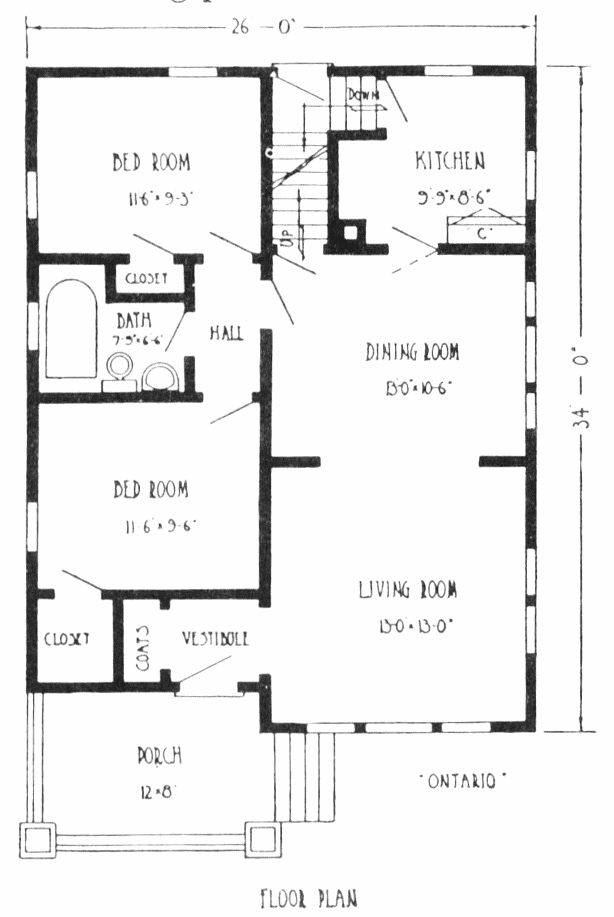 26'-0"
DOWN
BED ROOM
11'-6" x 9'-3"
KITCHEN
9'-9" x 8'-6"
"C"
UP
CLOSET
BATH
7'-9" x 6'-6"
HALL
DINING ROOM
13'-0" x 10'-6"
34'-0"
BED ROOM
11'-6" x 9'-6"
LIVING ROOM
13'-0" x 13'-0"
CLOSET
COATS
VESTIBULE
PORCH
12' x 8'
"ONTARIO"
FLOOR PLAN